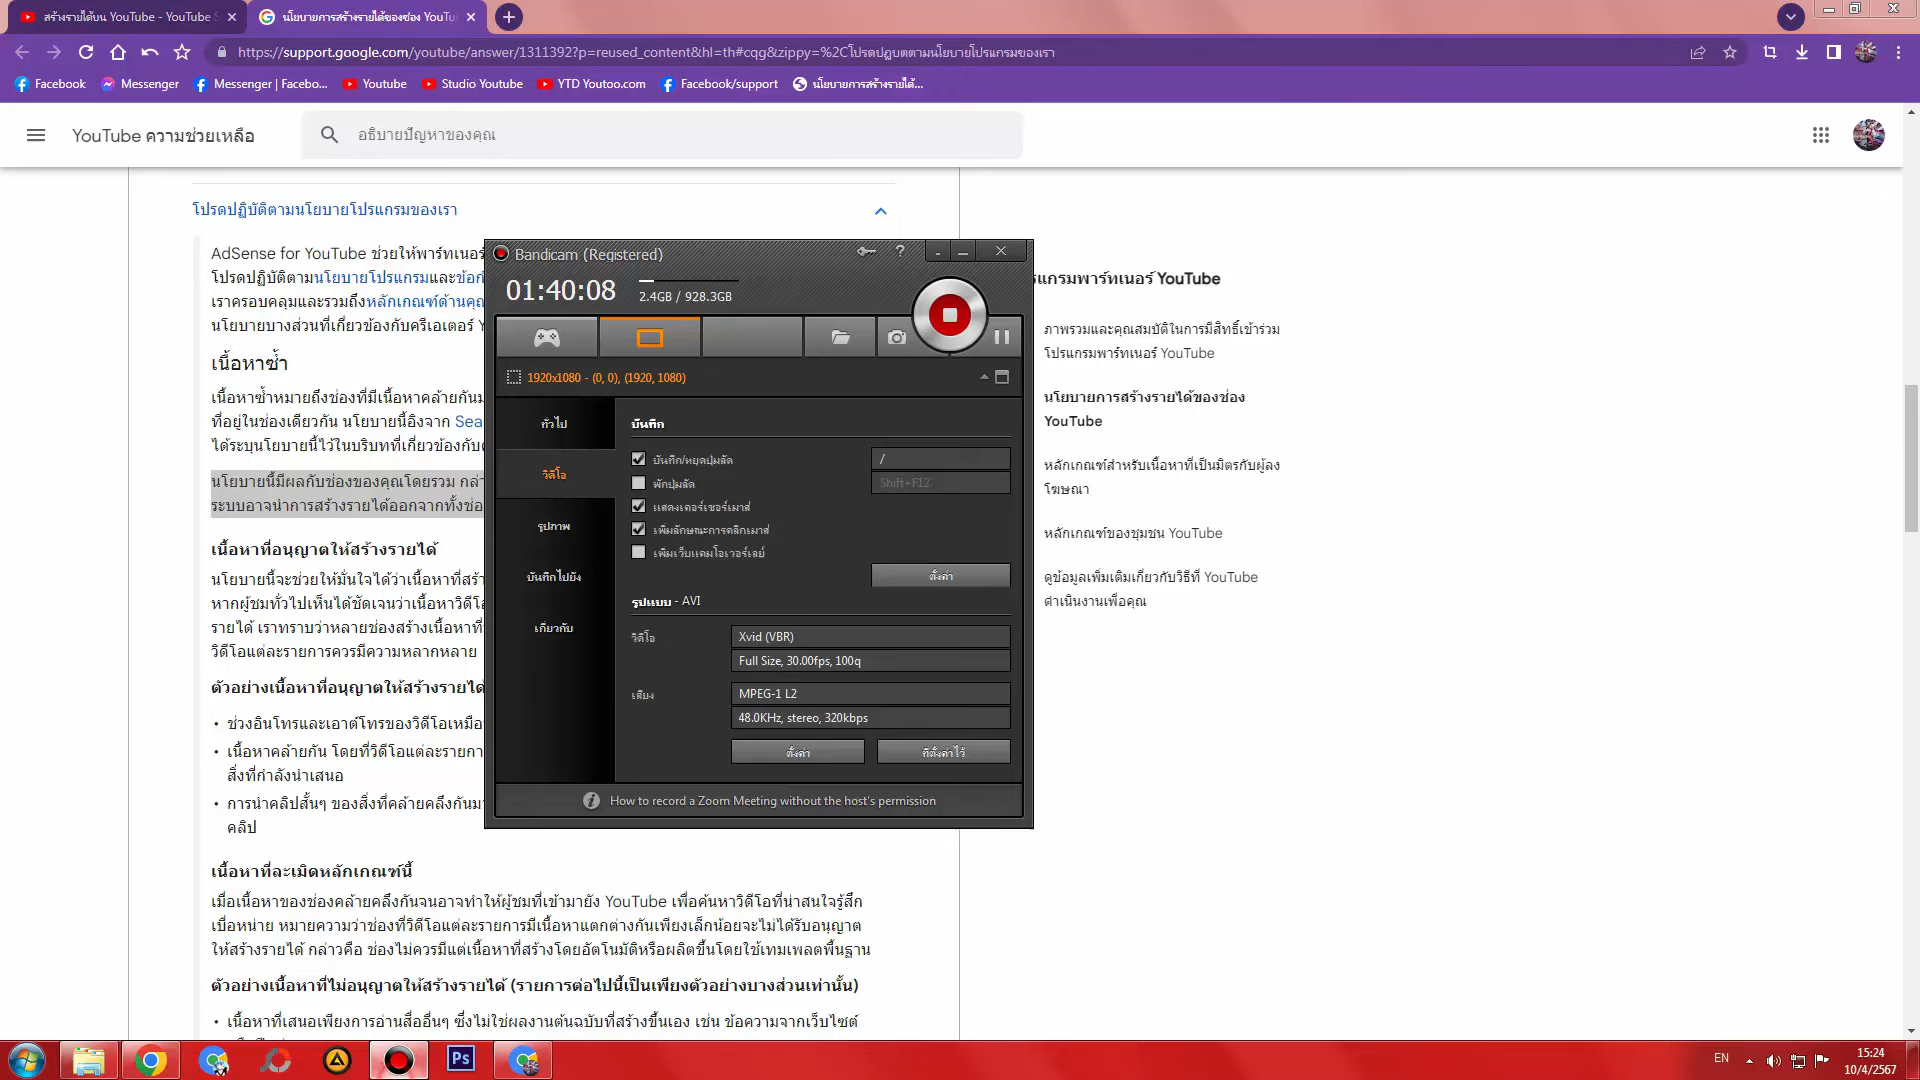 สร้างรายได้บน YouTube - YouTube S
นโยบายการสร้างรายได้ของช่อง YouTu
https://support.google.com/youtube/answer/1311392?p=reused_content&hl=th#cqg&zippy=%2Cโปรดปฏิบัติตามนโยบายโปรแกรมของเรา
Facebook
Messenger
Messenger | Facebo...
Youtube
Studio Youtube
YTD Youtoo.com
Facebook/support
นโยบายการสร้างรายได้...
YouTube ความช่วยเหลือ
อธิบายปัญหาของคุณ
โปรดปฏิบัติตามนโยบายโปรแกรมของเรา
AdSense for YouTube ช่วยให้พาร์ทเนอร์
โปรดปฏิบัติตามนโยบายโปรแกรมและข้อกํ
เราครอบคลุมและรวมถึงหลักเกณฑ์ด้านคุณ
นโยบายบางส่วนที่เกี่ยวข้องกับครีเอเตอร์ Y
เนื้อหาซ้ำ
เนื้อหาซ้ำหมายถึงช่องที่มีเนื้อหาคล้ายกันม
ที่อยู่ในช่องเดียวกัน นโยบายนี้อิงจาก Sea
ได้ระบุนโยบายนี้ไว้ในบริบทที่เกี่ยวข้องกับค
นโยบายนี้มีผลกับช่องของคุณโดยรวม กล่า
ระบบอาจนำการสร้างรายได้ออกจากทั้งช่อ
เนื้อหาที่อนุญาตให้สร้างรายได้
นโยบายนี้จะช่วยให้มั่นใจได้ว่าเนื้อหาที่สร้
หากผู้ชมทั่วไปเห็นได้ชัดเจนว่าเนื้อหาวิดีโอ
รายได้ เราทราบว่าหลายช่องสร้างเนื้อหาที่
วิดีโอแต่ละรายการควรมีความหลากหลาย
ตัวอย่างเนื้อหาที่อนุญาตให้สร้างรายได้
• ช่วงอินโทรและเอาต์โทรของวิดีโอเหมือ
• เนื้อหาคล้ายกัน โดยที่วิดีโอแต่ละรายกา
สิ่งที่กำลังนำเสนอ
• การนำคลิปสั้นๆ ของสิ่งที่คล้ายคลึงกันม
คลิป
เนื้อหาที่ละเมิดหลักเกณฑ์นี้
เมื่อเนื้อหาของช่องคล้ายคลึงกันจนอาจทำให้ผู้ชมที่เข้ามายัง YouTube เพื่อค้นหาวิดีโอที่น่าสนใจรู้สึก
เบื่อหน่าย หมายความว่าช่องที่วิดีโอแต่ละรายการมีเนื้อหาแตกต่างกันเพียงเล็กน้อยจะไม่ได้รับอนุญาต
ให้สร้างรายได้ กล่าวคือ ช่องไม่ควรมีแต่เนื้อหาที่สร้างโดยอัตโนมัติหรือผลิตขึ้นโดยใช้เทมเพลตพื้นฐาน
ตัวอย่างเนื้อหาที่ไม่อนุญาตให้สร้างรายได้ (รายการต่อไปนี้เป็นเพียงตัวอย่างบางส่วนเท่านั้น)
• เนื้อหาที่เสนอเพียงการอ่านสื่ออื่นๆ ซึ่งไม่ใช่ผลงานต้นฉบับที่สร้างขึ้นเอง เช่น ข้อความจากเว็บไซต์
Bandicam (Registered)
01:40:08
2.4GB / 928.3GB
1920x1080 - (0, 0), (1920, 1080)
ทั่วไป
วิดีโอ
รูปภาพ
บันทึกไปยัง
เกี่ยวกับ
บันทึก
บันทึก/หยุดปุ่มลัด
/
พักปุ่มลัด
Shift+F12
แสดงเคอร์เซอร์เมาส์
เพิ่มลักษณะการคลิกเมาส์
เพิ่มเว็บแคมโอเวอร์เลย์
ตั้งค่า
รูปแบบ - AVI
วิดีโอ
Xvid (VBR)
Full Size, 30.00fps, 100q
เสียง
MPEG-1 L2
48.0KHz, stereo, 320kbps
ตั้งค่า
ที่ตั้งค่าไว้
How to record a Zoom Meeting without the host's permission
รแกรมพาร์ทเนอร์ YouTube
ภาพรวมและคุณสมบัติในการมีสิทธิ์เข้าร่วม
โปรแกรมพาร์ทเนอร์ YouTube
นโยบายการสร้างรายได้ของช่อง
YouTube
หลักเกณฑ์สำหรับเนื้อหาที่เป็นมิตรกับผู้ลง
โฆษณา
หลักเกณฑ์ของชุมชน YouTube
ดูข้อมูลเพิ่มเติมเกี่ยวกับวิธีที่ YouTube
ดำเนินงานเพื่อคุณ
Ps
EN
15:24
10/4/2567